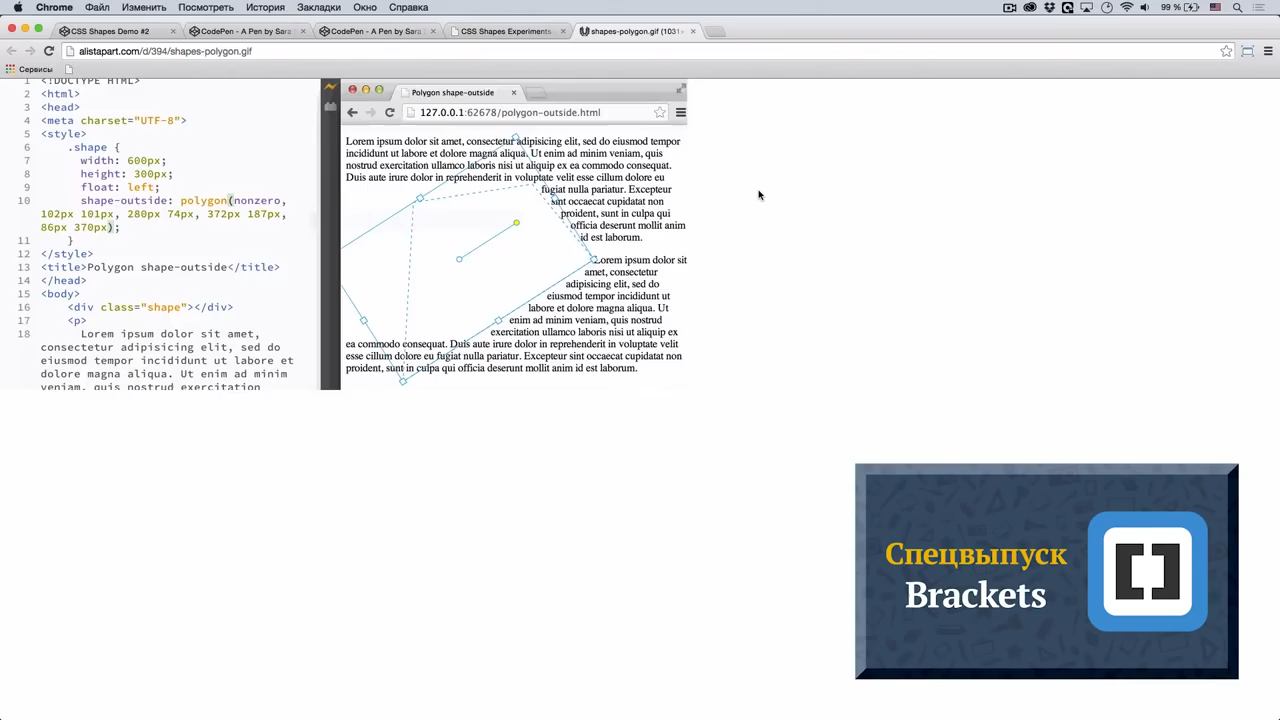 Chrome Файл Изменить Посмотреть История Закладки Окно Справка 99 %
CSS Shapes Demo #2
CodePen - A Pen by Sara
CodePen - A Pen by Sara
CSS Shapes Experiments
shapes-polygon.gif (1031×
alistapart.com/d/394/shapes-polygon.gif
Сервисы
1 <!DOCTYPE HTML>
2 <html>
3 <head>
4 <meta charset="UTF-8">
5 <style>
6 .shape {
7 width: 600px;
8 height: 300px;
9 float: left;
10 shape-outside: polygon(nonzero,
102px 101px, 280px 74px, 372px 187px,
86px 370px);
11 }
12 </style>
13 <title>Polygon shape-outside</title>
14 </head>
15 <body>
16 <div class="shape"></div>
17 <p>
18 Lorem ipsum dolor sit amet,
consectetur adipisicing elit, sed do
eiusmod tempor incididunt ut labore et
dolore magna aliqua. Ut enim ad minim
veniam, quis nostrud exercitation
Polygon shape-outside
127.0.0.1:62678/polygon-outside.html
Lorem ipsum dolor sit amet, consectetur adipisicing elit, sed do eiusmod tempor
incididunt ut labore et dolore magna aliqua. Ut enim ad minim veniam, quis
nostrud exercitation ullamco laboris nisi ut aliquip ex ea commodo consequat.
Duis aute irure dolor in reprehenderit in voluptate velit esse cillum dolore eu
fugiat nulla pariatur. Excepteur
sint occaecat cupidatat non
proident, sunt in culpa qui
officia deserunt mollit anim
id est laborum.
Lorem ipsum dolor sit
amet, consectetur
adipisicing elit, sed do
eiusmod tempor incididunt ut
labore et dolore magna aliqua. Ut
enim ad minim veniam, quis nostrud
exercitation ullamco laboris nisi ut aliquip ex
ea commodo consequat. Duis aute irure dolor in reprehenderit in voluptate velit
esse cillum dolore eu fugiat nulla pariatur. Excepteur sint occaecat cupidatat non
proident, sunt in culpa qui officia deserunt mollit anim id est laborum.
Спецвыпуск
Brackets